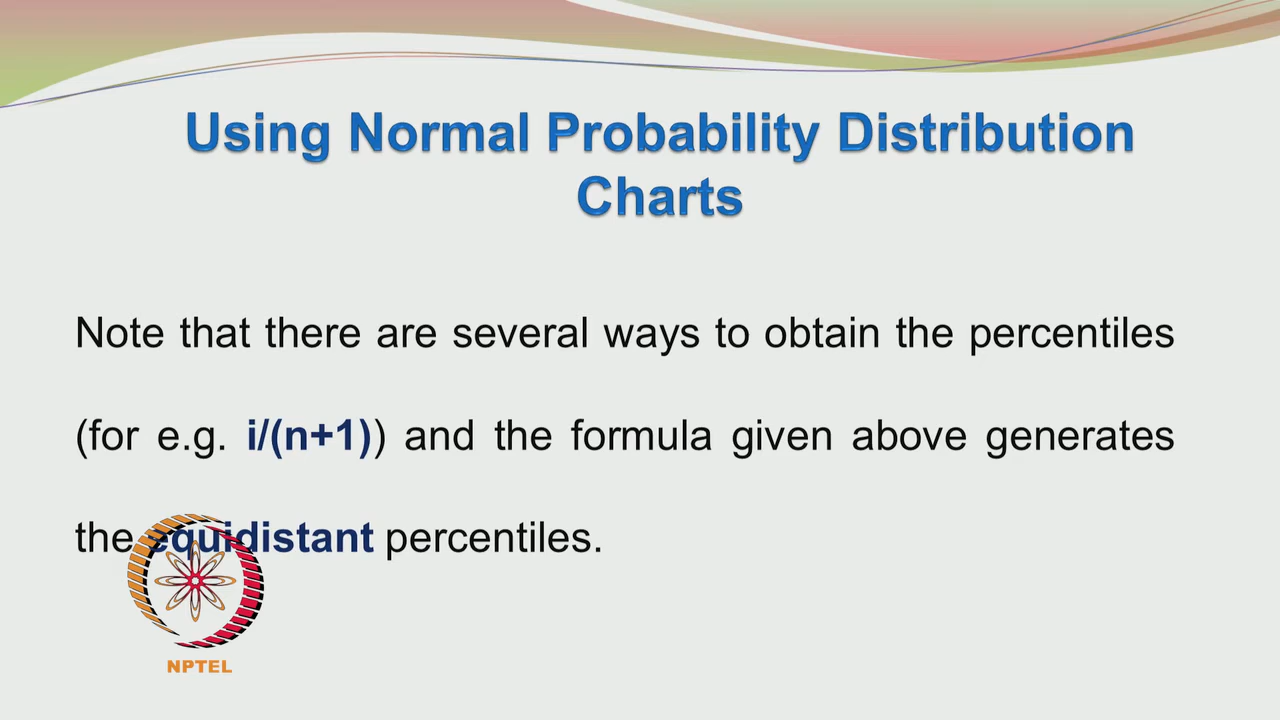 Using Normal Probability Distribution
Charts
Note that there are several ways to obtain the percentiles
(for e.g. i/(n+1)) and the formula given above generates
the equidistant percentiles.
NPTEL